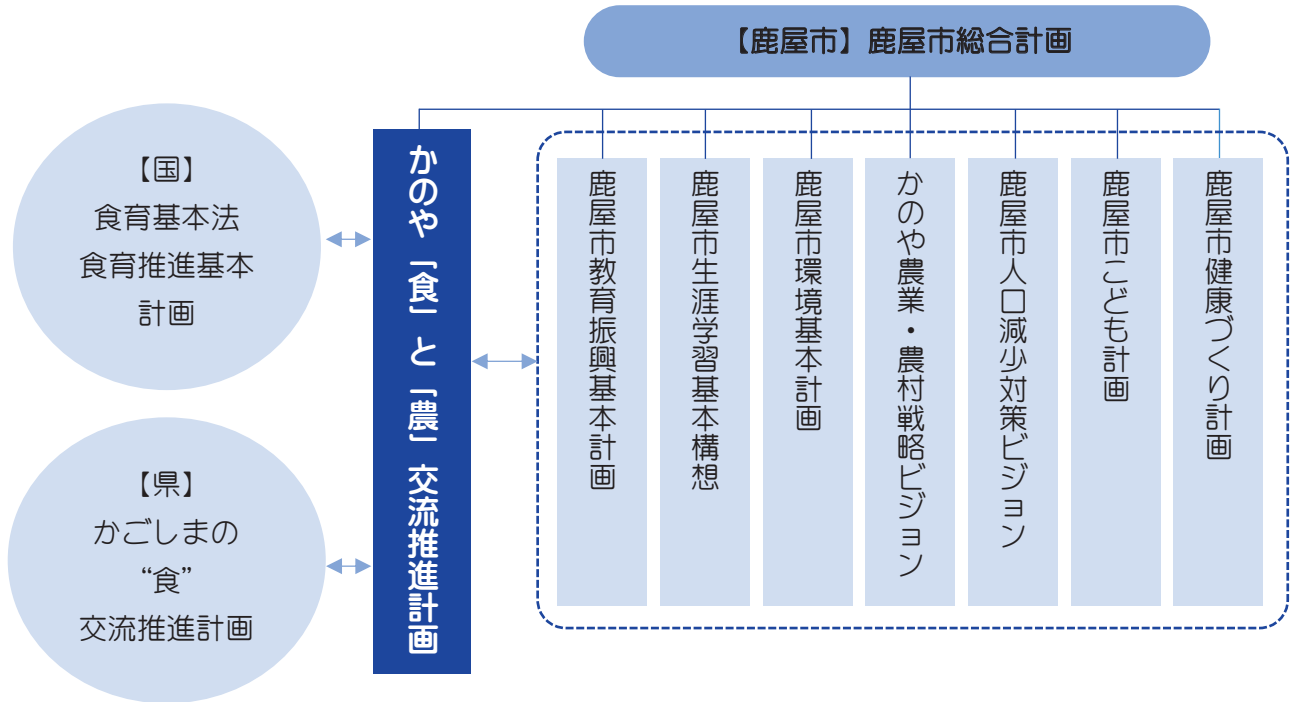 【鹿屋市】鹿屋市総合計画
【国】
食育基本法
食育推進基本
計画
【県】
かごしまの
“食”
交流推進計画
かのや「食」と「農」交流推進計画
鹿屋市教育振興基本計画
鹿屋市生涯学習基本構想
鹿屋市環境基本計画
かのや農業・農村戦略ビジョン
鹿屋市人口減少対策ビジョン
鹿屋市こども計画
鹿屋市健康づくり計画